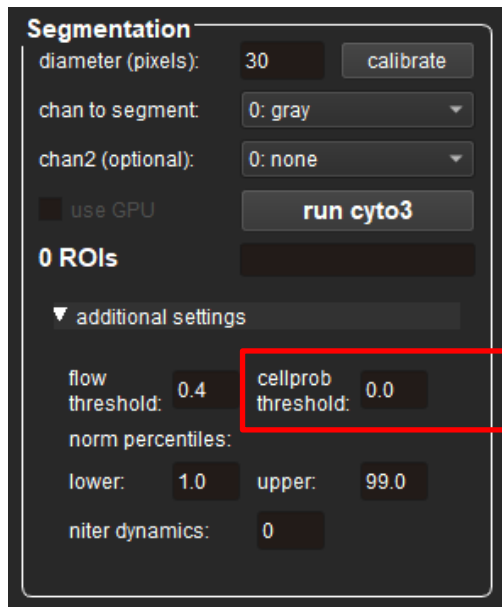 Segmentation
diameter (pixels): 30 calibrate
chan to segment: 0: gray
chan2 (optional): 0: none
use GPU run cyto3
0 ROIs
additional settings
flow threshold: 0.4 cellprob threshold: 0.0
norm percentiles:
lower: 1.0 upper: 99.0
niter dynamics: 0